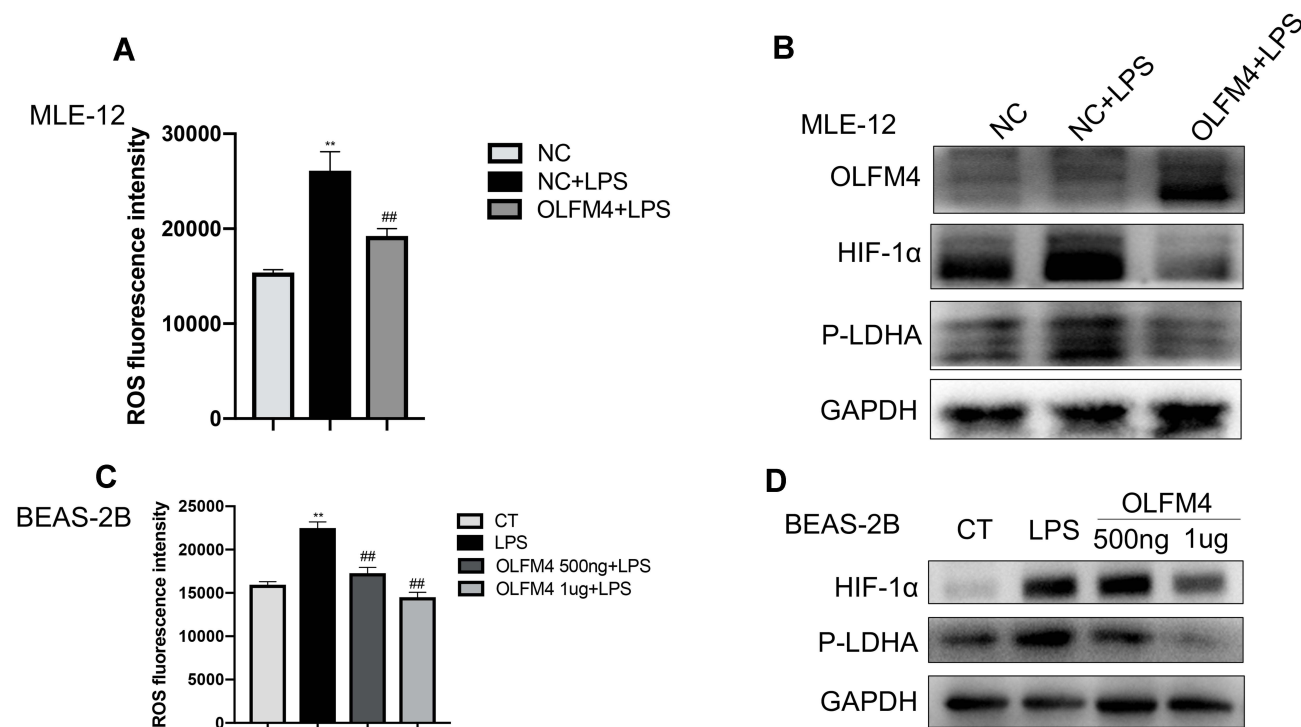 A
MLE-12
ROS fluorescence intensity
30000
20000
10000
0
**
##
NC
NC+LPS
OLFM4+LPS
B
MLE-12
NC
NC+LPS
OLFM4+LPS
OLFM4
HIF-1α
P-LDHA
GAPDH
C
BEAS-2B
ROS fluorescence intensity
25000
20000
15000
10000
5000
0
**
##
##
CT
LPS
OLFM4 500ng+LPS
OLFM4 1ug+LPS
D
BEAS-2B
CT
LPS
OLFM4
500ng
1ug
HIF-1α
P-LDHA
GAPDH